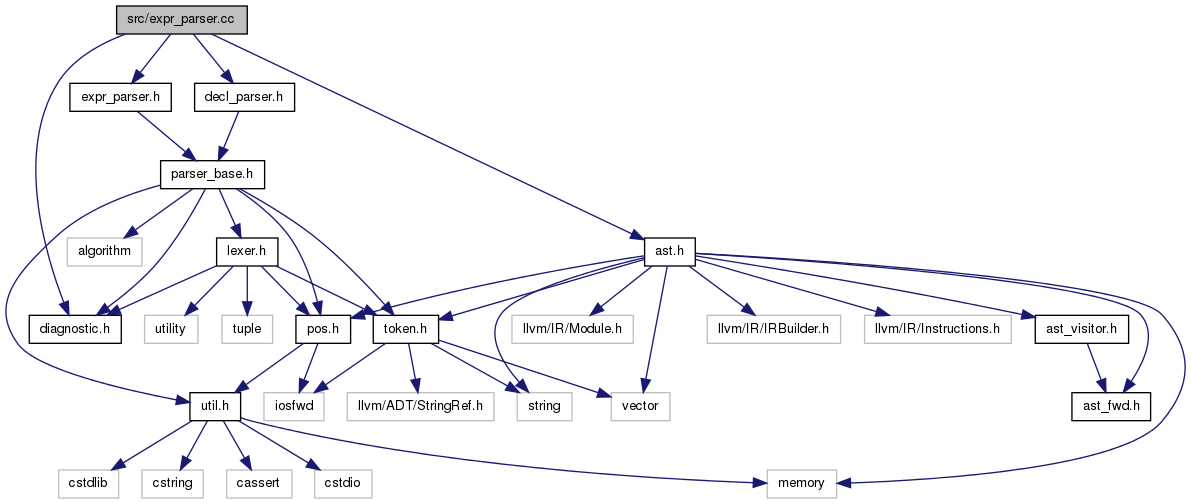 src/expr_parser.cc
expr_parser.h
decl_parser.h
parser_base.h
algorithm
lexer.h
ast.h
diagnostic.h
utility
tuple
pos.h
token.h
llvm/IR/Module.h
llvm/IR/IRBuilder.h
llvm/IR/Instructions.h
ast_visitor.h
util.h
iosfwd
llvm/ADT/StringRef.h
string
vector
ast_fwd.h
cstdlib
cstring
cassert
cstdio
memory